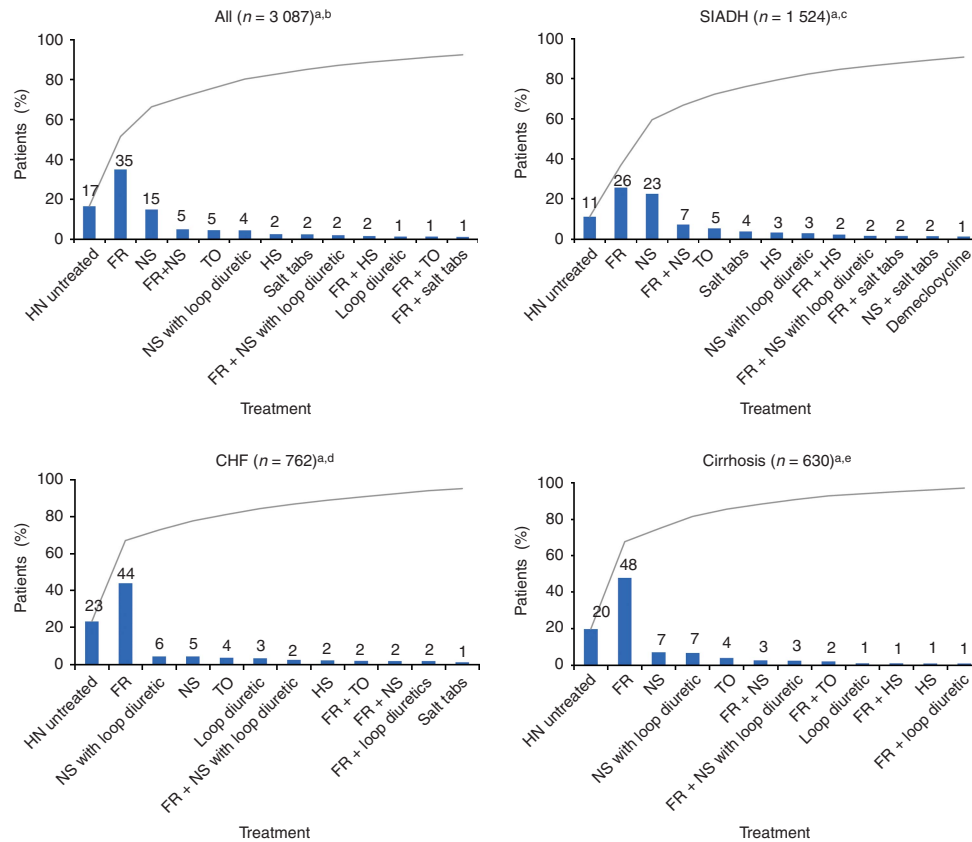 All (n = 3 087)a,b
Patients (%)
100
80
60
40
20
0
17
35
15
5
5
4
2
2
2
2
1
1
1
HN untreated
FR
NS
FR+NS
TO
NS with loop diuretic
HS
Salt tabs
FR + NS with loop diuretic
FR + HS
Loop diuretic
FR + TO
FR + salt tabs
Treatment
SIADH (n = 1 524)a,c
Patients (%)
100
80
60
40
20
0
11
26
23
7
5
4
3
3
2
2
2
2
1
HN untreated
FR
NS
FR + NS
TO
Salt tabs
HS
NS with loop diuretic
FR + HS
FR + NS with loop diuretic
FR + salt tabs
NS + salt tabs
Demeclocycline
Treatment
CHF (n = 762)a,d
Patients (%)
100
80
60
40
20
0
23
44
6
5
4
3
2
2
2
2
2
1
HN untreated
FR
NS with loop diuretic
NS
TO
Loop diuretic
FR + NS with loop diuretic
HS
FR + TO
FR + NS
FR + loop diuretics
Salt tabs
Treatment
Cirrhosis (n = 630)a,e
Patients (%)
100
80
60
40
20
0
20
48
7
7
4
3
3
2
1
1
1
1
HN untreated
FR
NS
NS with loop diuretic
TO
FR + NS
FR + NS with loop diuretic
FR + TO
Loop diuretic
FR + HS
HS
FR + loop diuretic
Treatment